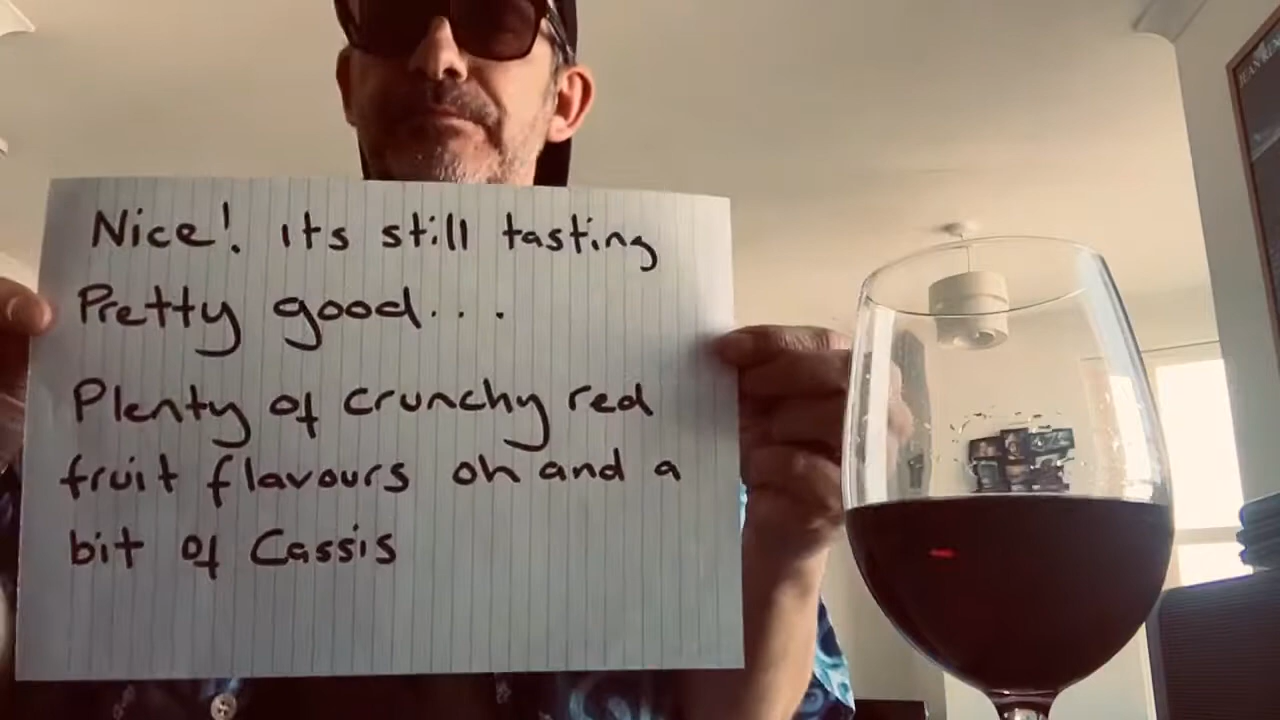 Nice! its still tasting
Pretty good...
Plenty of crunchy red
fruit flavours oh and a
bit of Cassis